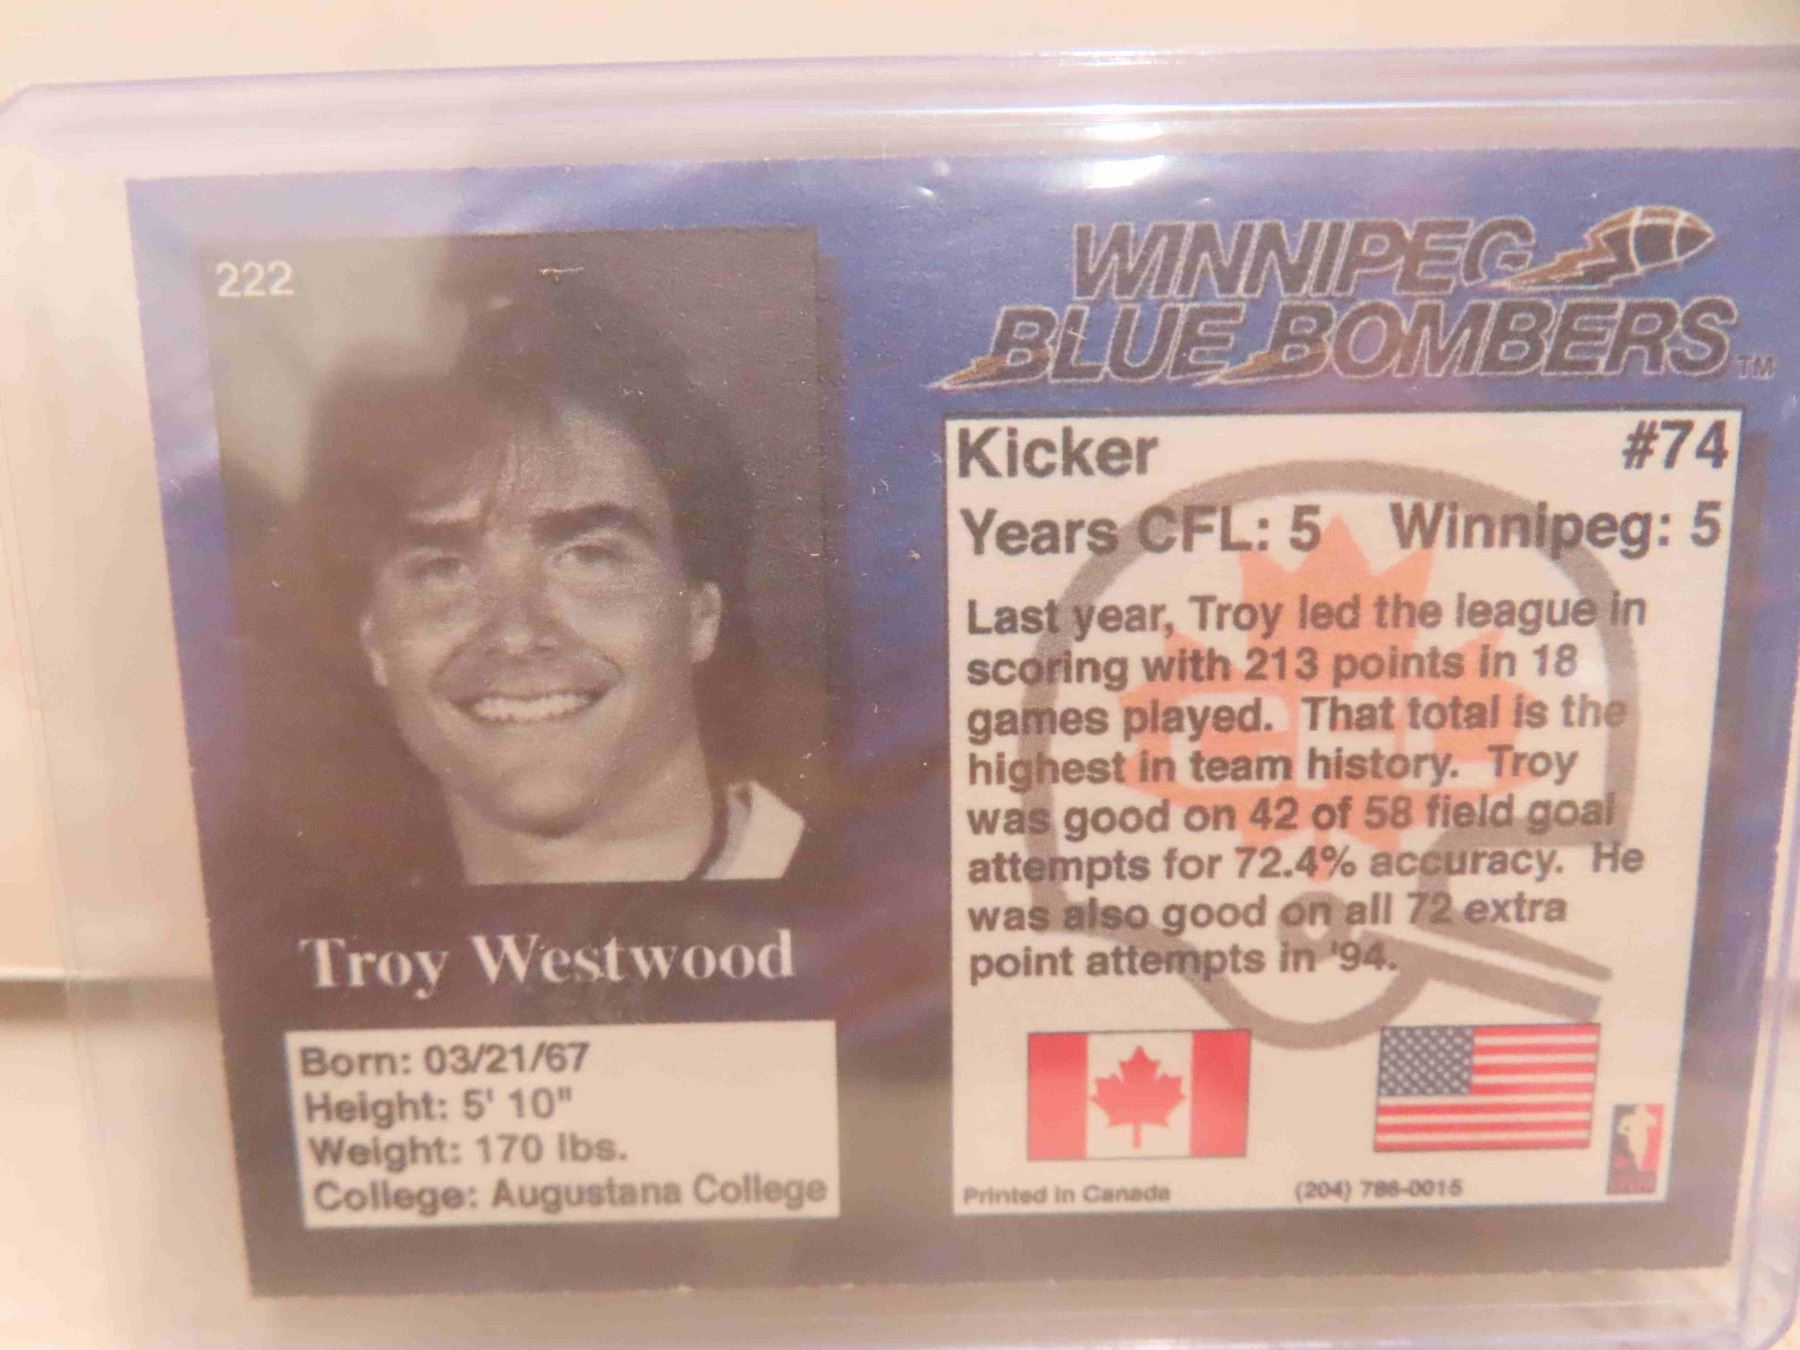 222
WINNIPEG
BLUE BOMBERS TM
Kicker #74
Years CFL: 5 Winnipeg: 5
Last year, Troy led the league in
scoring with 213 points in 18
games played. That total is the
highest in team history. Troy
was good on 42 of 58 field goal
attempts for 72.4% accuracy. He
was also good on all 72 extra
point attempts in '94.
Troy Westwood
Born: 03/21/67
Height: 5' 10"
Weight: 170 lbs.
College: Augustana College
Printed in Canada (204) 786-0015